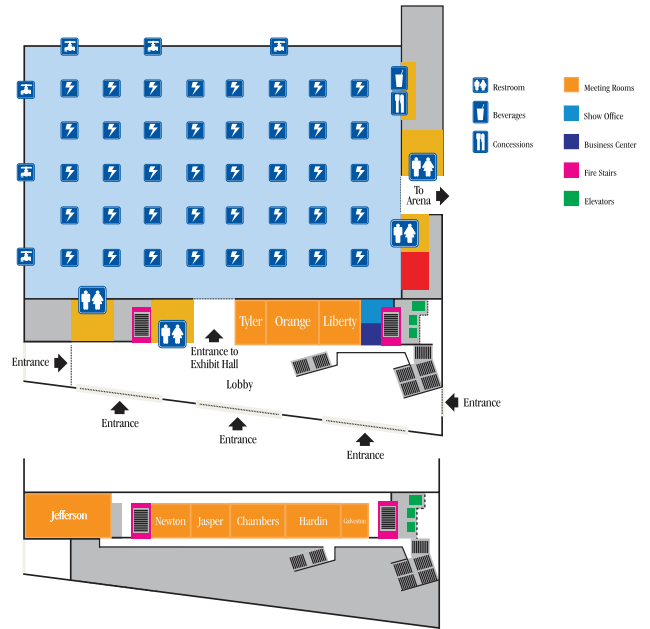 Restroom
Meeting Rooms
Beverages
Show Office
Concessions
Business Center
Fire Stairs
Elevators
To
Arena
Tyler
Orange
Liberty
Entrance
Entrance to
Exhibit Hall
Lobby
Entrance
Entrance
Entrance
Entrance
Jefferson
Newton
Jasper
Chambers
Hardin
Galveston